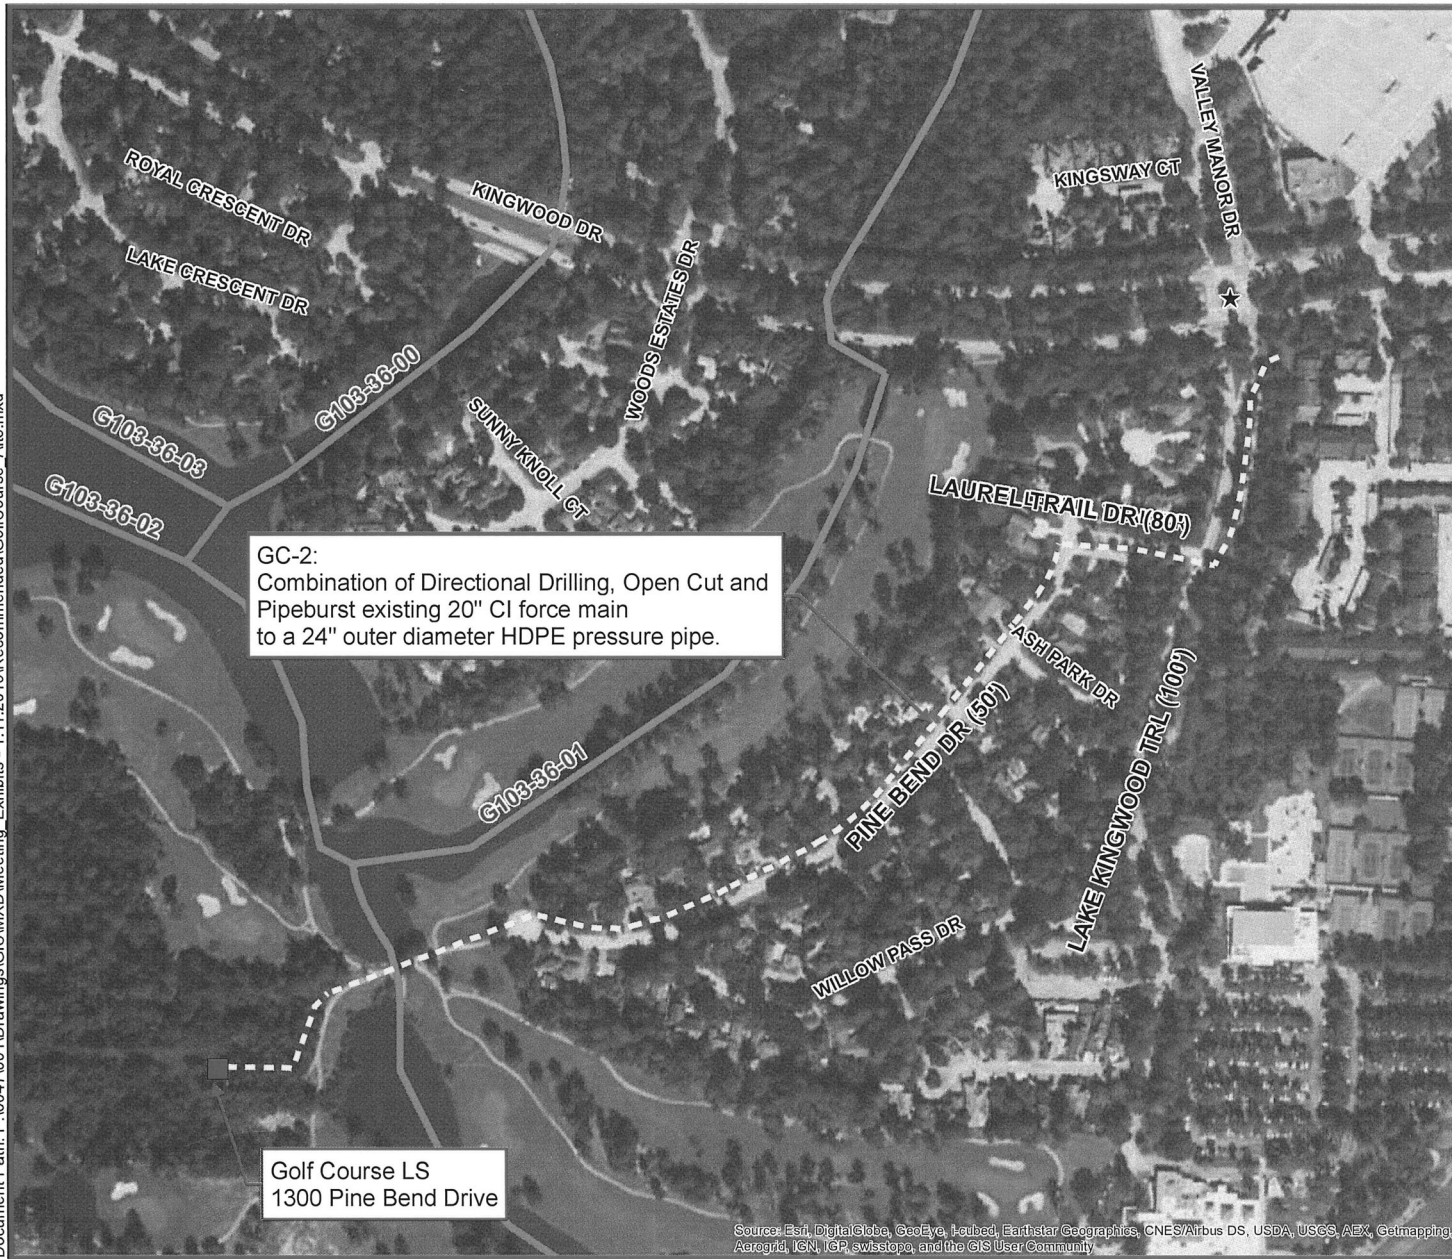 VALLEY MANOR DR
KINGSWAY CT
ROYAL CRESCENT DR
KINGWOOD DR
LAKE CRESCENT DR
WOODS ESTATES DR
G103-36-00
SUNNY KNOLL CT
G103-36-03
G103-36-02
LAUREL TRAIL DR (80')
GC-2:
Combination of Directional Drilling, Open Cut and
Pipeburst existing 20" CI force main
to a 24" outer diameter HDPE pressure pipe.
ASH PARK DR
PINE BEND DR (50')
LAKE KINGWOOD TRL (100')
G103-36-01
WILLOW PASS DR
Golf Course LS
1300 Pine Bend Drive
Source: Esri, DigitalGlobe, GeoEye, i-cubed, Earthstar Geographics, CNES/Airbus DS, USDA, USGS, AEX, Getmapping,
Aerogrid, IGN, IGP, swisstopo, and the GIS User Community